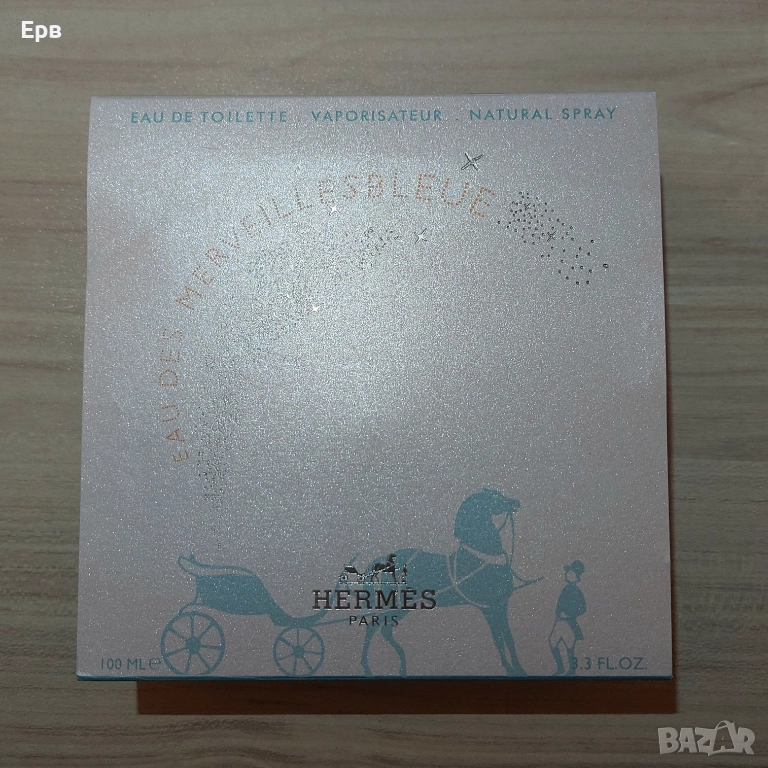 Ерв
EAU DE TOILETTE . VAPORISATEUR . NATURAL SPRAY
EAU DES MERVEILLES BLEUE
HERMÈS
PARIS
100 ML e
3.3 FL.OZ.
BAZAR